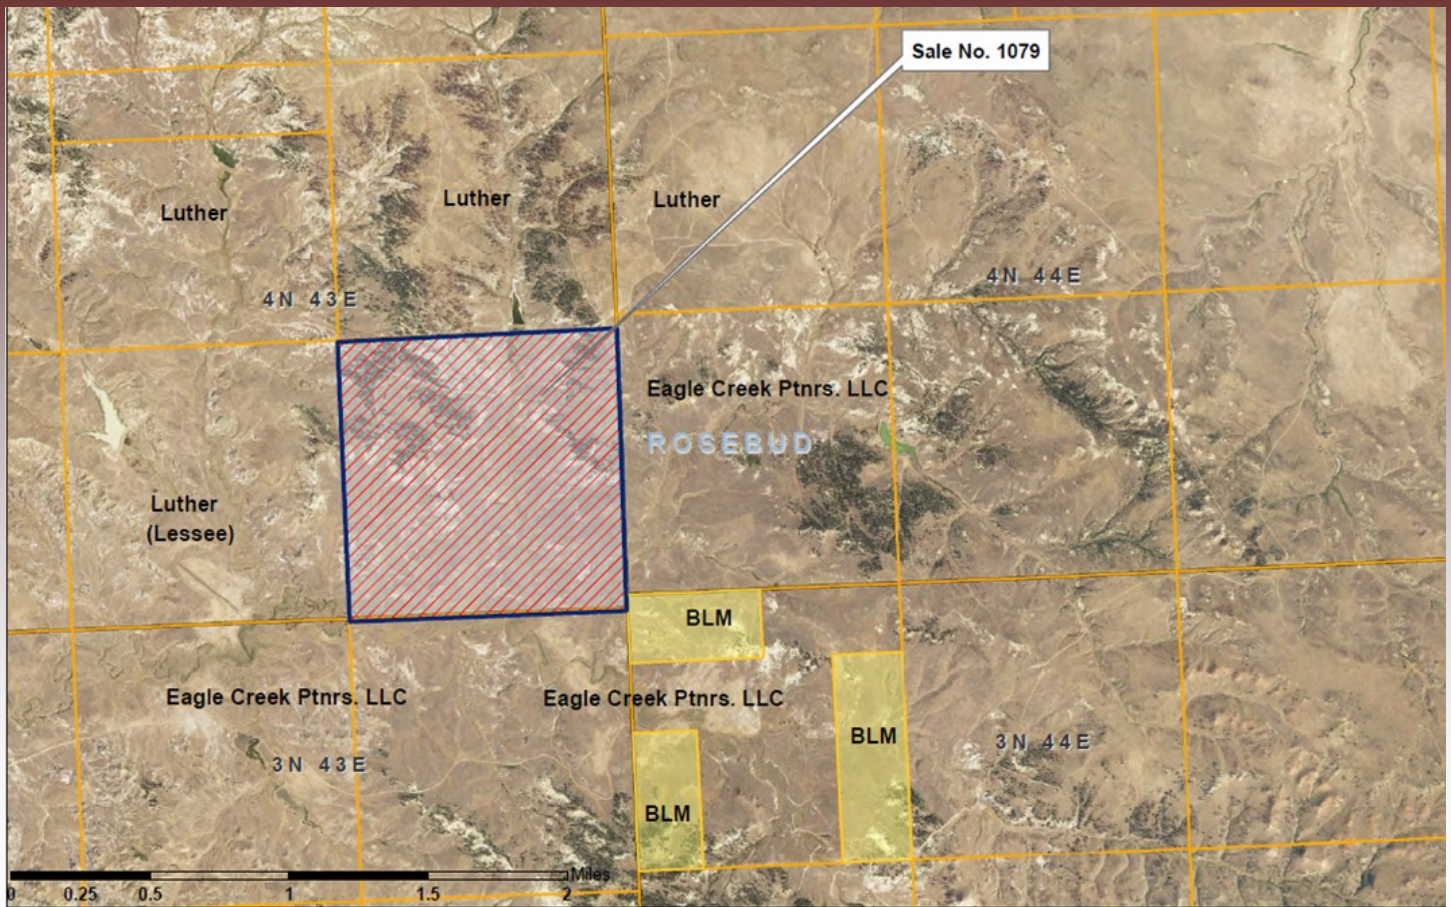 Sale No. 1079
Luther
Luther
Luther
4N 43E
4N 44E
Eagle Creek Ptnrs. LLC
ROSEBUD
Luther
(Lessee)
BLM
Eagle Creek Ptnrs. LLC
Eagle Creek Ptnrs. LLC
BLM
3N 44E
3N 43E
BLM
Miles
0 0.25 0.5 1 1.5 2